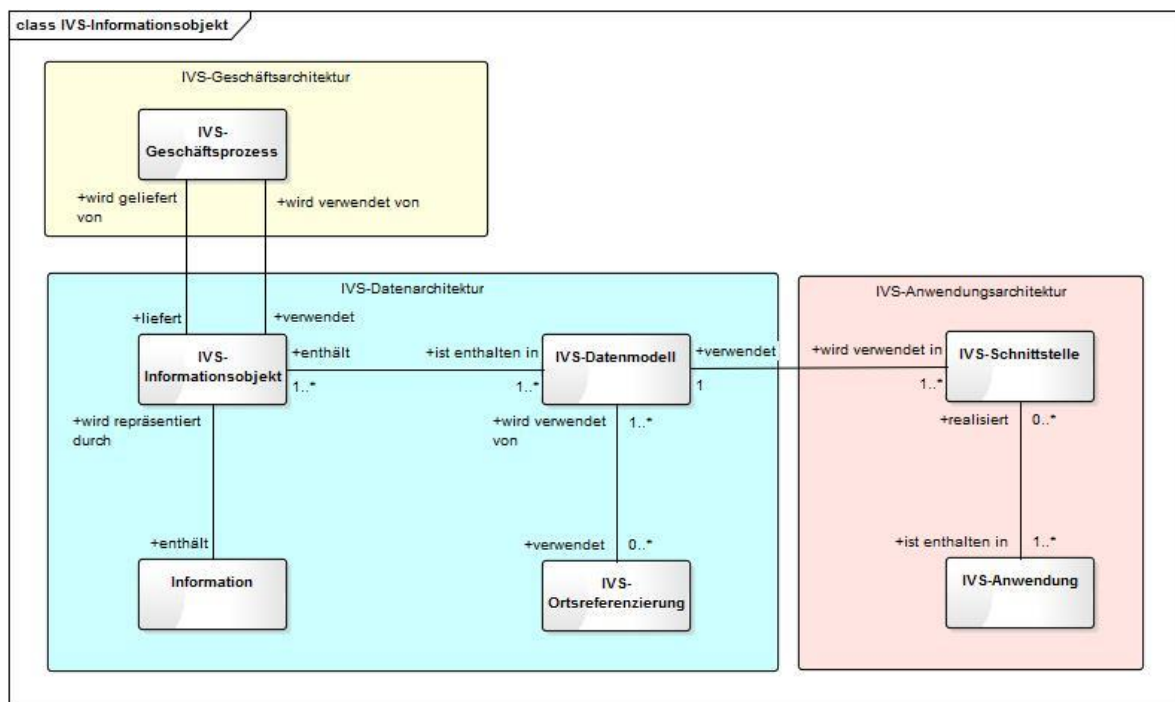 class IVS-Informationsobjekt
IVS-Geschäftsarchitektur
IVS-
Geschäftsprozess
+wird geliefert
von
+wird verwendet von
IVS-Datenarchitektur
+liefert
+verwendet
IVS-
Informationsobjekt
+enthält
1..*
+ist enthalten in
1..*
IVS-Datenmodell
+verwendet
1
+wird repräsentiert
durch
+wird verwendet
von
1..*
+enthält
Information
+verwendet
0..*
IVS-
Ortsreferenzierung
IVS-Anwendungsarchitektur
+wird verwendet in
1..*
IVS-Schnittstelle
+realisiert
0..*
+ist enthalten in
1..*
IVS-Anwendung